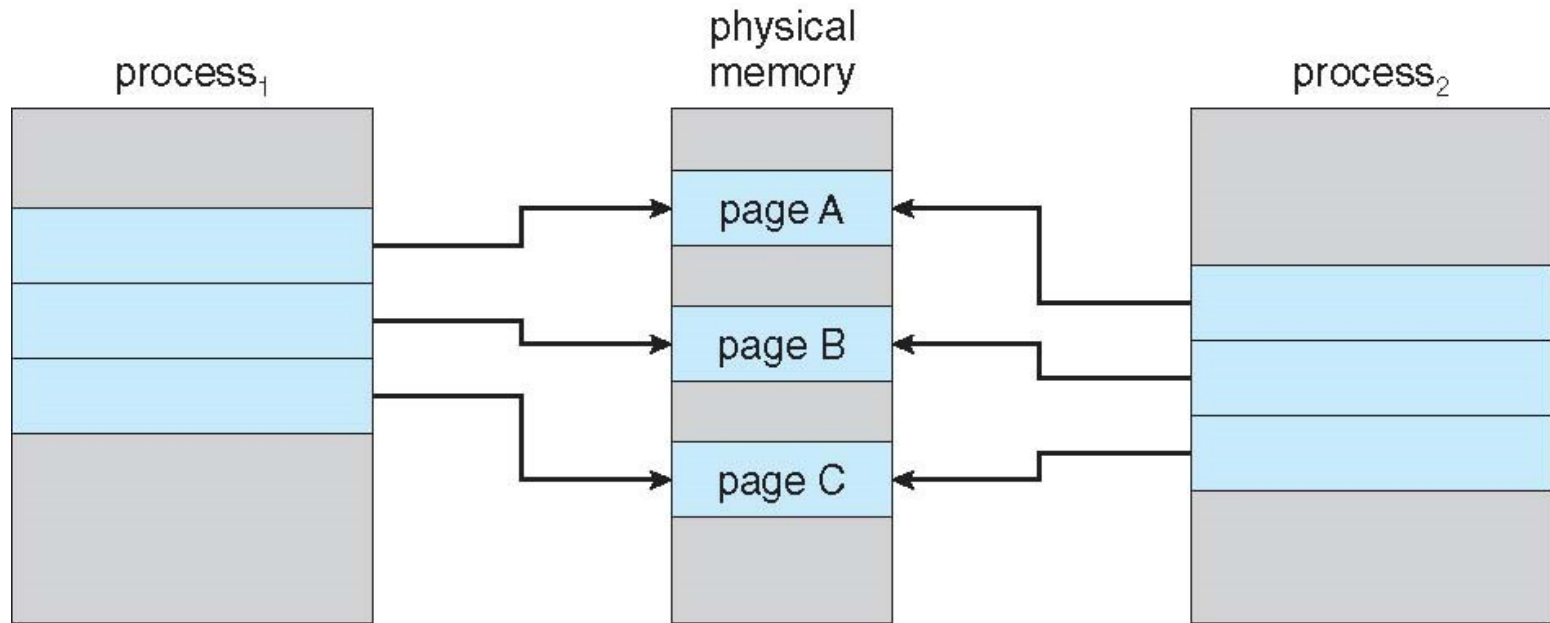 process₁
physical
memory
process₂
page A
page B
page C